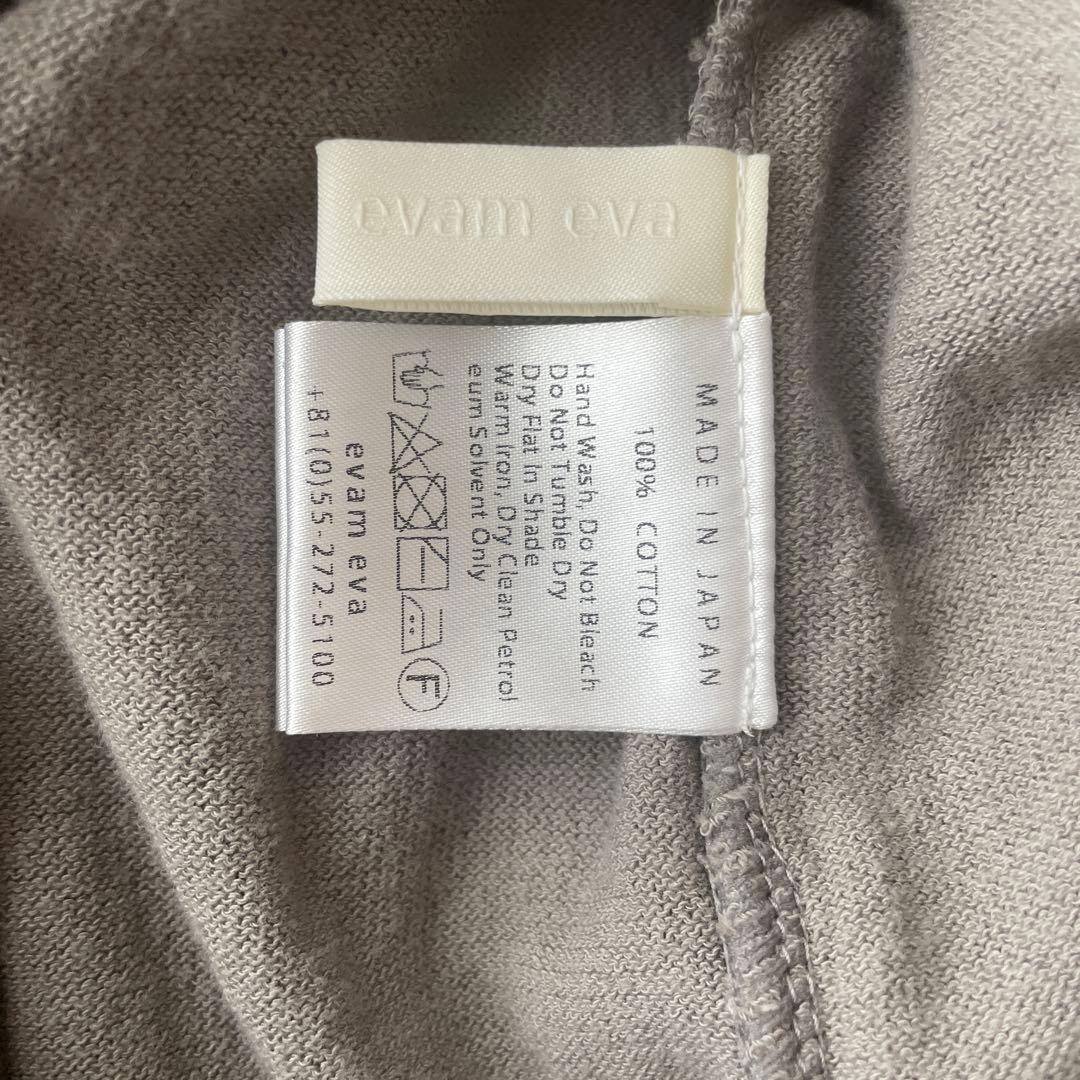 evam eva
MADE IN JAPAN
100% COTTON
Hand Wash, Do Not Bleach
Do Not Tumble Dry
Dry Flat In Shade
Warm Iron, Dry Clean Petrol
eum Solvent Only
F
evam eva
+81(0)55-272-5100